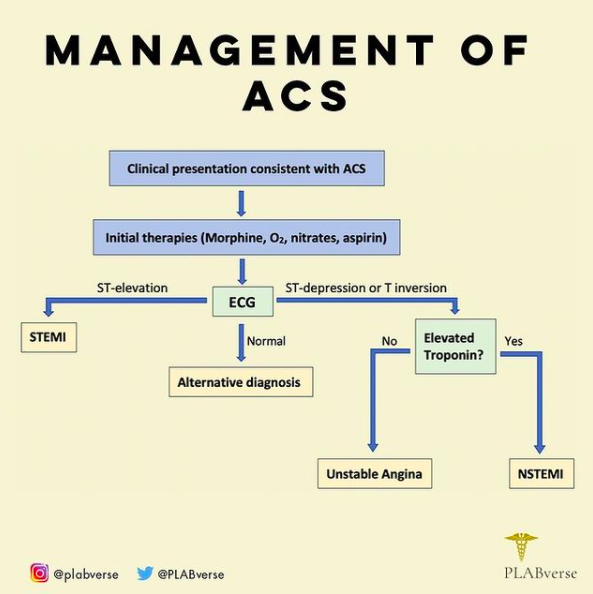 MANAGEMENT OF
ACS
Clinical presentation consistent with ACS
Initial therapies (Morphine, O₂, nitrates, aspirin)
ST-elevation
ECG
ST-depression or T inversion
STEMI
Normal
No
Elevated
Troponin?
Yes
Alternative diagnosis
Unstable Angina
NSTEMI
@plabverse
@PLABverse
PLABverse